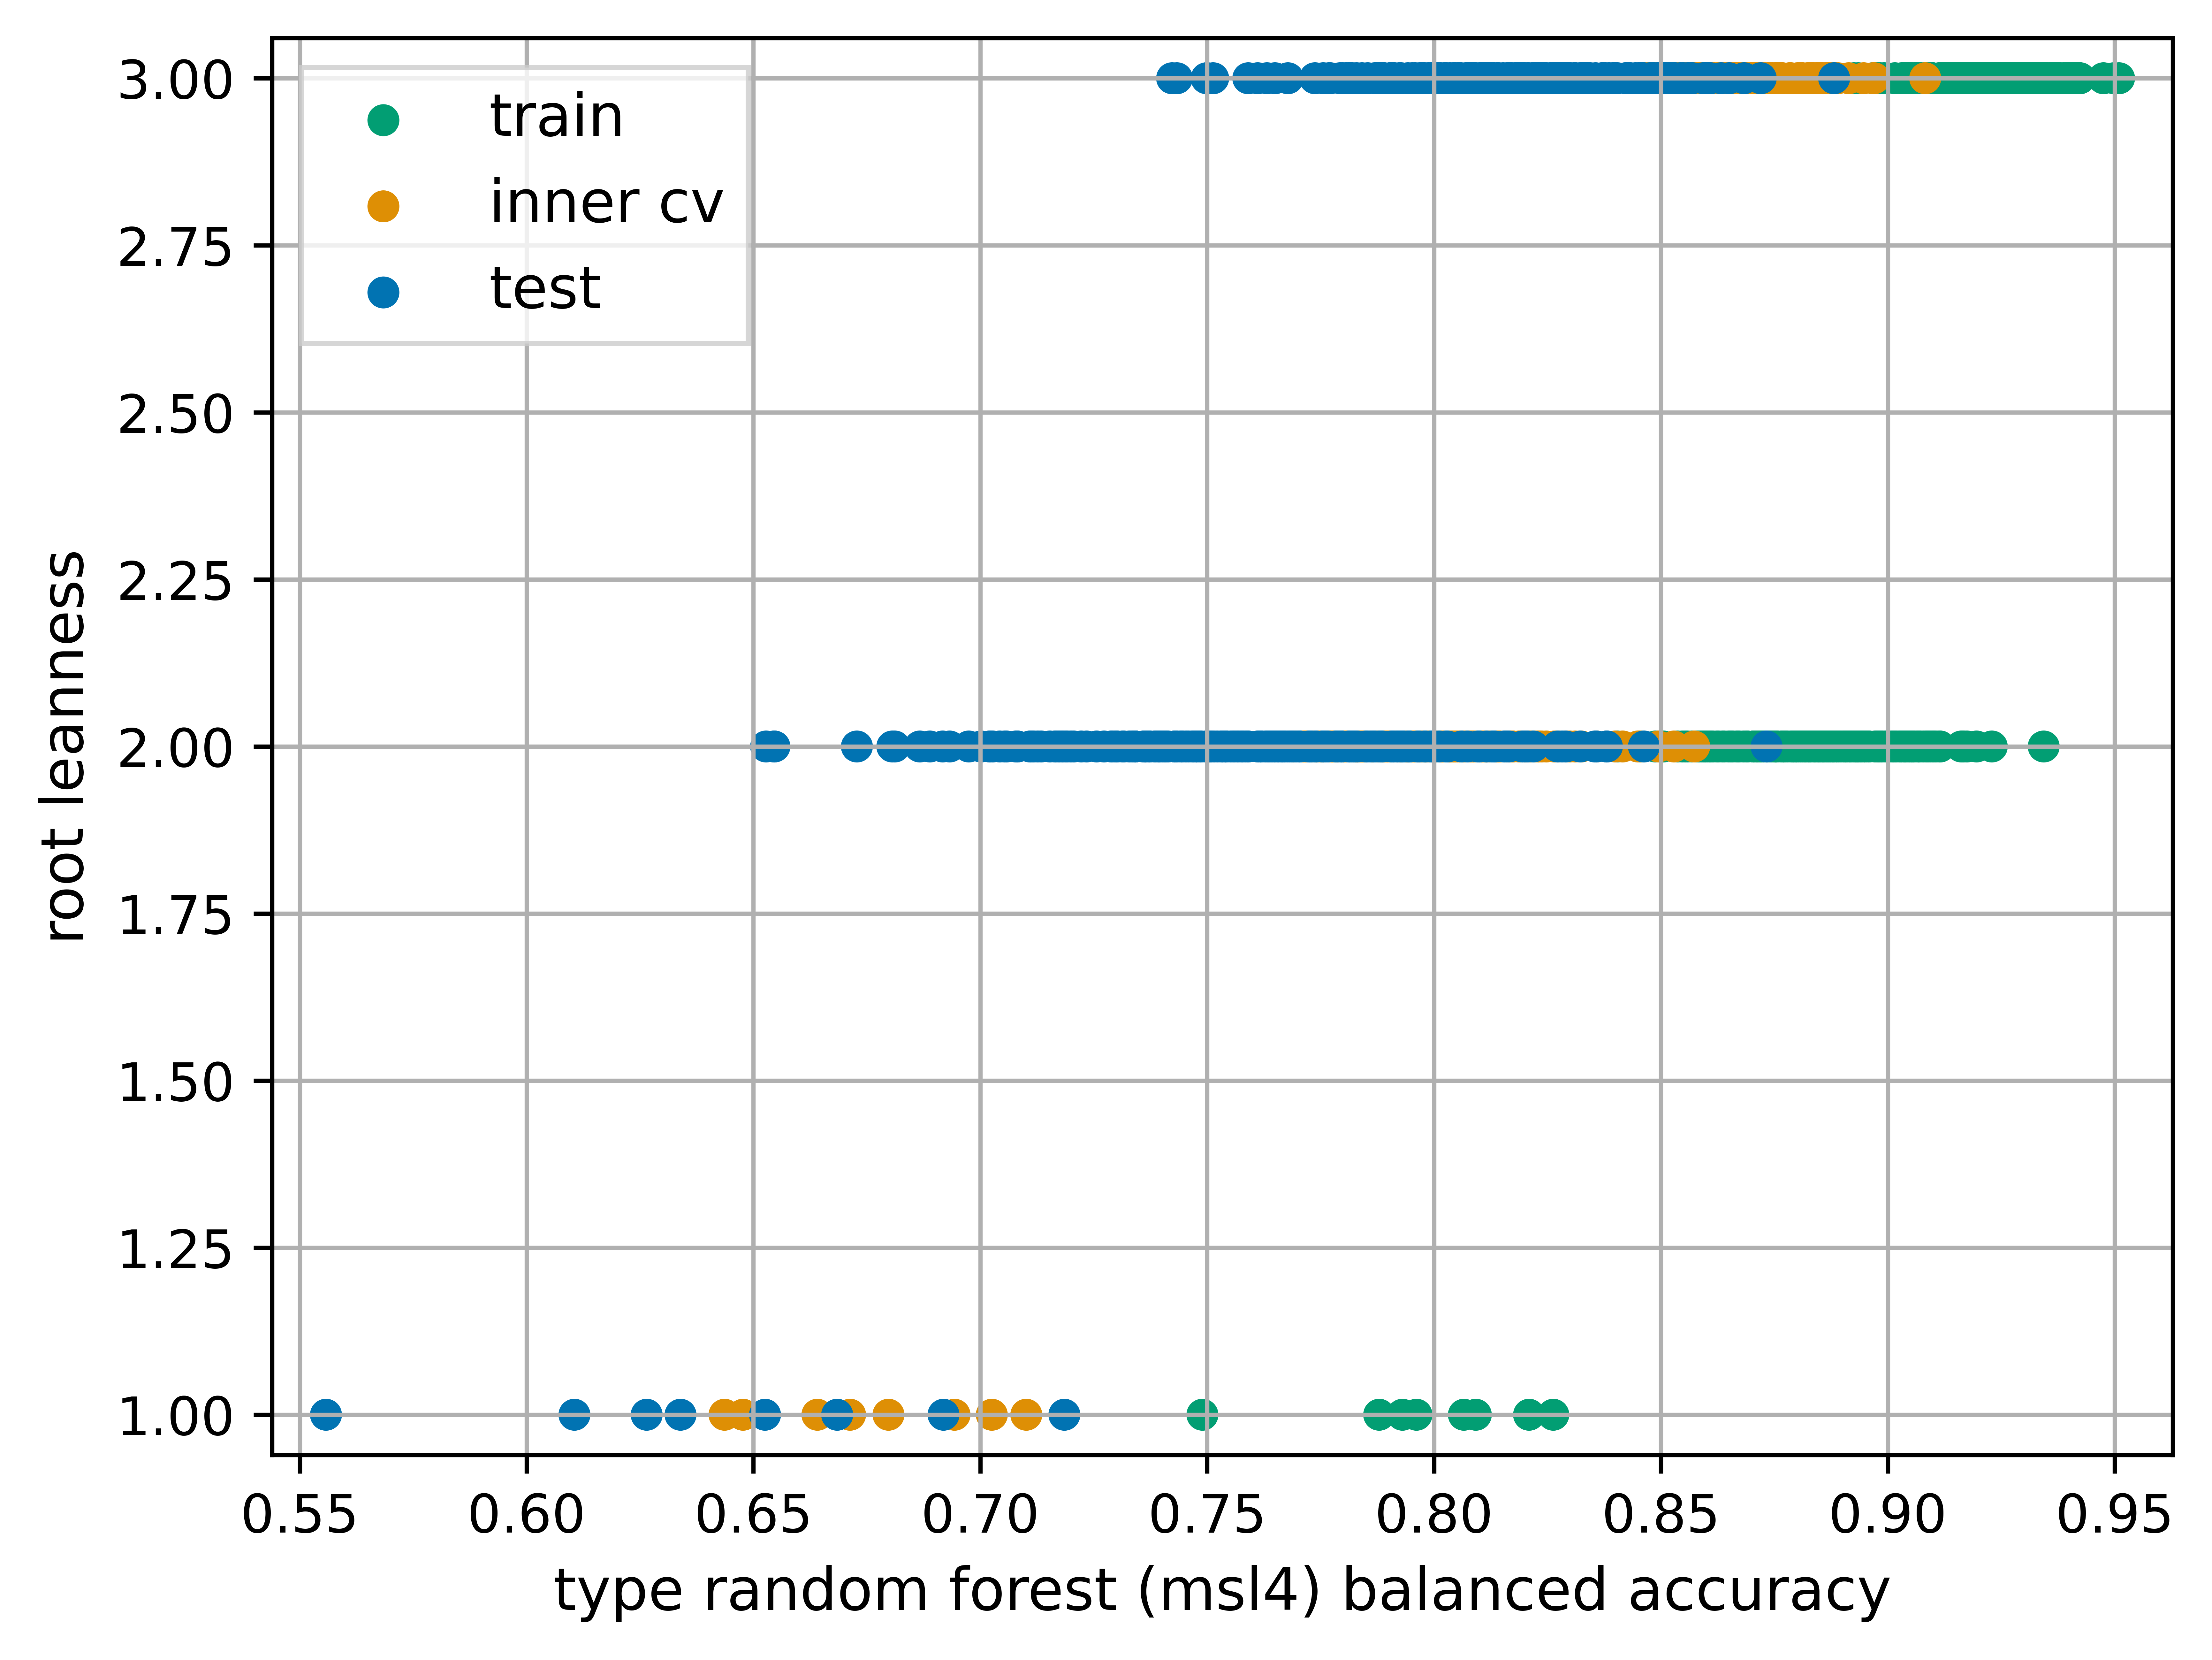 train
inner cv
test
3.00
2.75
2.50
2.25
2.00
1.75
1.50
1.25
1.00
root leanness
0.55 0.60 0.65 0.70 0.75 0.80 0.85 0.90 0.95
type random forest (msl4) balanced accuracy